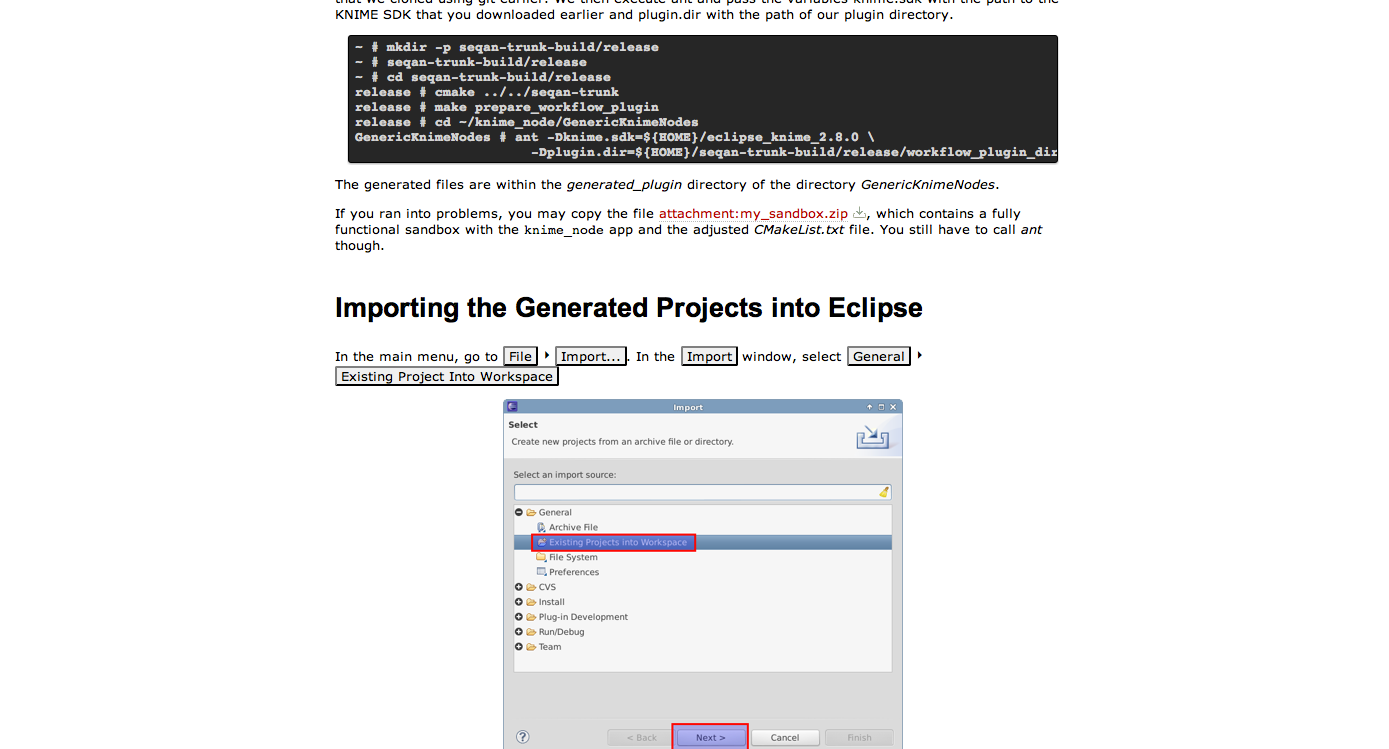 that we cloned using git earlier. We then execute ant and pass the variables knime.sdk with the path to the
KNIME SDK that you downloaded earlier and plugin.dir with the path of our plugin directory.
~ # mkdir -p seqan-trunk-build/release
~ # seqan-trunk-build/release
~ # cd seqan-trunk-build/release
release # cmake ../../seqan-trunk
release # make prepare_workflow_plugin
release # cd ~/knime_node/GenericKnimeNodes
GenericKnimeNodes # ant -Dknime.sdk=${HOME}/eclipse_knime_2.8.0 \
-Dplugin.dir=${HOME}/seqan-trunk-build/release/workflow_plugin_dir
The generated files are within the generated_plugin directory of the directory GenericKnimeNodes.
If you ran into problems, you may copy the file attachment:my_sandbox.zip , which contains a fully
functional sandbox with the knime_node app and the adjusted CMakeList.txt file. You still have to call ant
though.
Importing the Generated Projects into Eclipse
In the main menu, go to File Import... . In the Import window, select General
Existing Project Into Workspace
Import
Select
Create new projects from an archive file or directory.
Select an import source:
General
Archive File
Existing Projects into Workspace
File System
Preferences
CVS
Install
Plug-in Development
Run/Debug
Team
? < Back Next > Cancel Finish